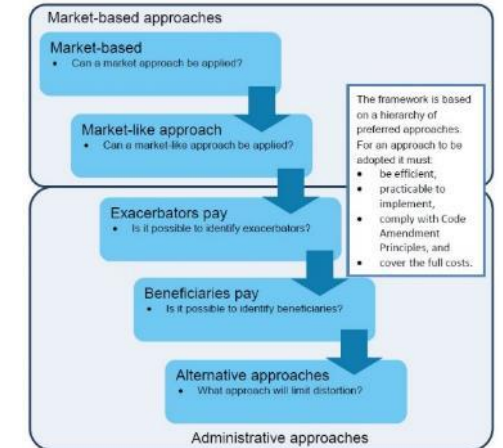 Market-based approaches
Market-based
• Can a market approach be applied?
Market-like approach
• Can a market-like approach be applied?
The framework is based
on a hierarchy of
preferred approaches.
For an approach to be
adopted it must:
• be efficient,
• practicable to
implement,
• comply with Code
Amendment
Principles, and
• cover the full costs.
Exacerbators pay
• Is it possible to identify exacerbators?
Beneficiaries pay
• Is it possible to identify beneficiaries?
Alternative approaches
• What approach will limit distortion?
Administrative approaches